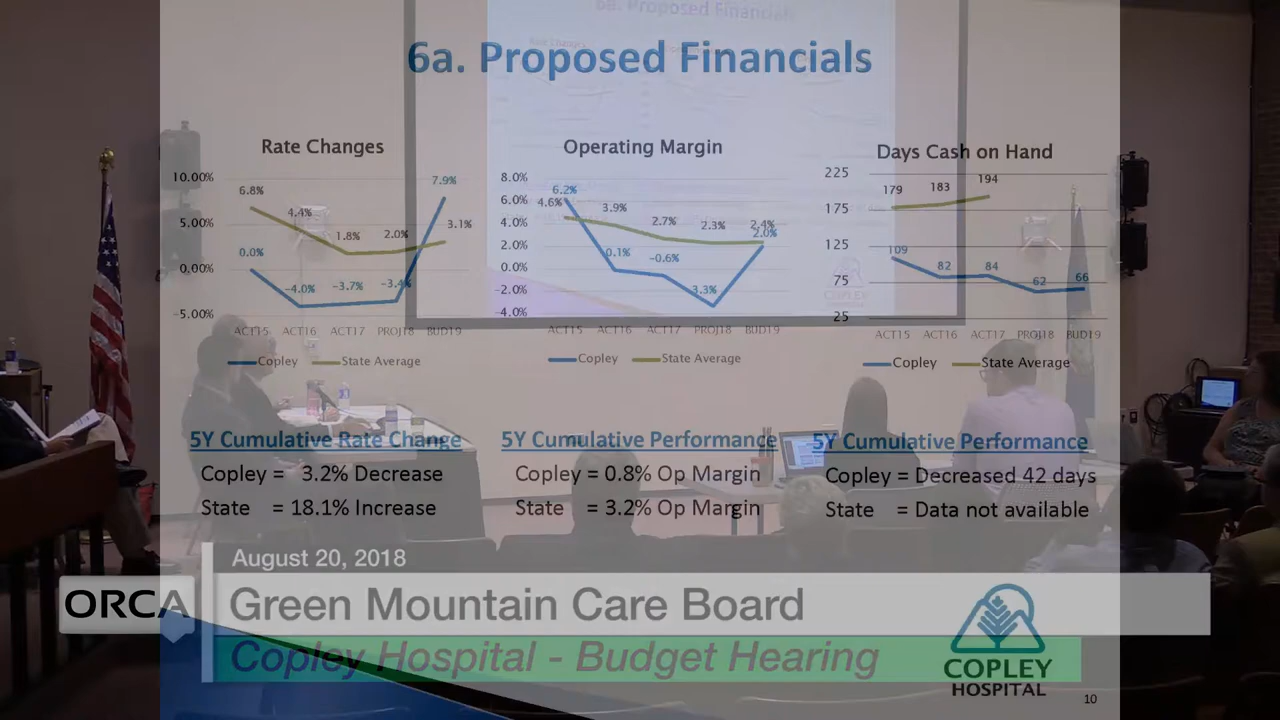 6a. Proposed Financials
Rate Changes
10.00%
5.00%
0.00%
-5.00%
6.8%
4.4%
1.8%
2.0%
7.9%
3.1%
0.0%
-4.0%
-3.7%
-3.4%
ACT15 ACT16 ACT17 PROJ18 BUD19
Copley State Average
Operating Margin
8.0%
6.0%
4.0%
2.0%
0.0%
-2.0%
-4.0%
6.2%
4.6%
3.9%
2.7%
2.3%
2.4%
2.0%
0.1%
-0.6%
3.3%
ACT15 ACT16 ACT17 PROJ18 BUD19
Copley State Average
Days Cash on Hand
225
175
125
75
25
179
183
194
109
82
84
62
66
ACT15 ACT16 ACT17 PROJ18 BUD19
Copley State Average
5Y Cumulative Rate Change
Copley = 3.2% Decrease
State = 18.1% Increase
5Y Cumulative Performance
Copley = 0.8% Op Margin
State = 3.2% Op Margin
5Y Cumulative Performance
Copley = Decreased 42 days
State = Data not available
August 20, 2018
ORCA
Green Mountain Care Board
Copley Hospital - Budget Hearing
COPLEY
HOSPITAL
10